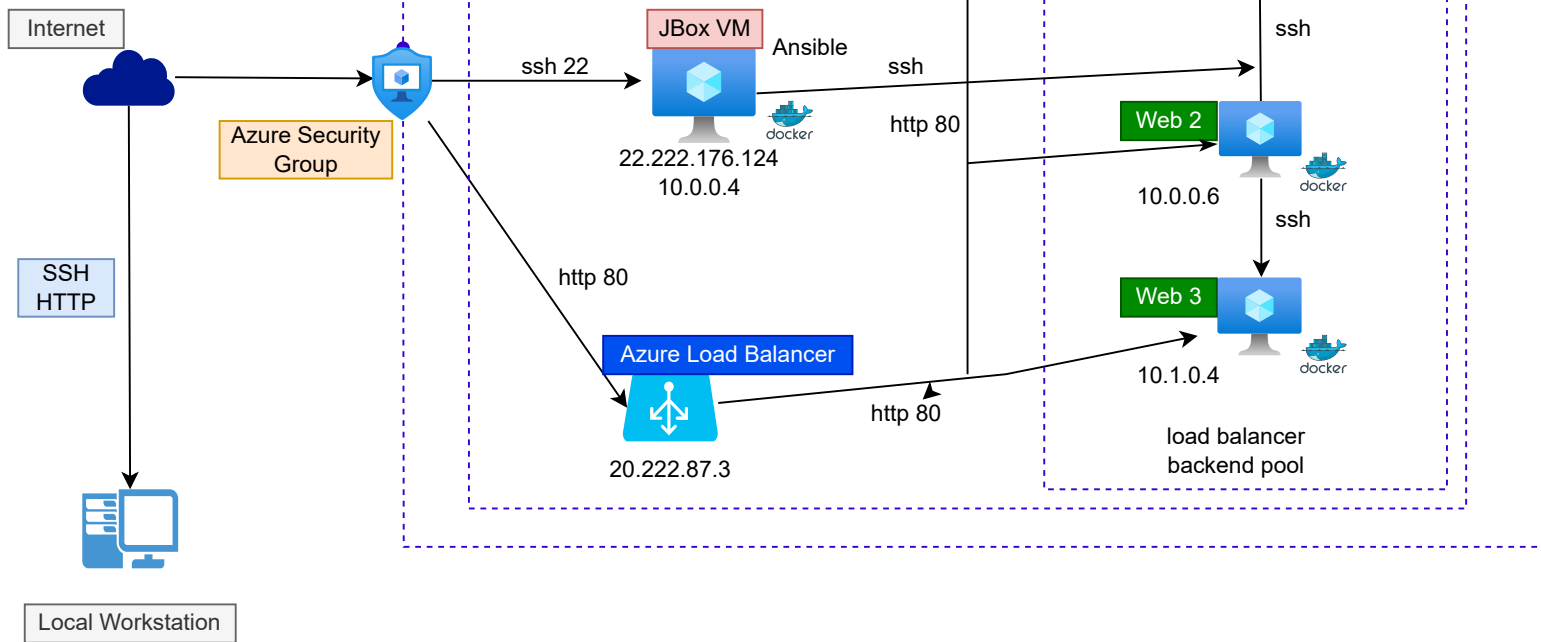 Internet
JBox VM
Ansible
ssh
ssh 22
ssh
docker
http 80
Web 2
Azure Security
Group
22.222.176.124
10.0.0.4
docker
10.0.0.6
ssh
SSH
HTTP
http 80
Web 3
Azure Load Balancer
docker
10.1.0.4
http 80
load balancer
backend pool
20.222.87.3
Local Workstation